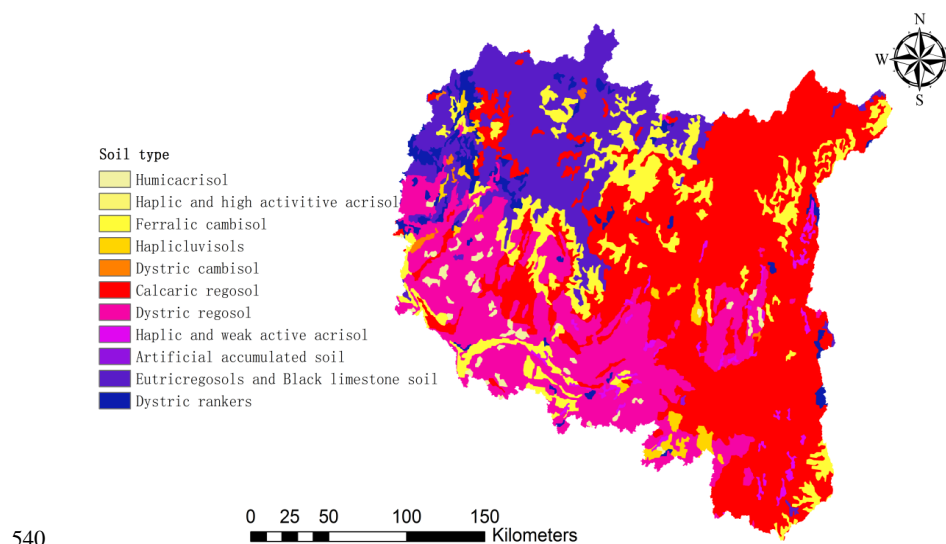 N
W
S
Soil type
Humicacrisol
Haplic and high activitive acrisol
Ferralic cambisol
Haplicluvisols
Dystric cambisol
Calcaric regosol
Dystric regosol
Haplic and weak active acrisol
Artificial accumulated soil
Eutricregosols and Black limestone soil
Dystric rankers
0 25 50 100 150
Kilometers
540